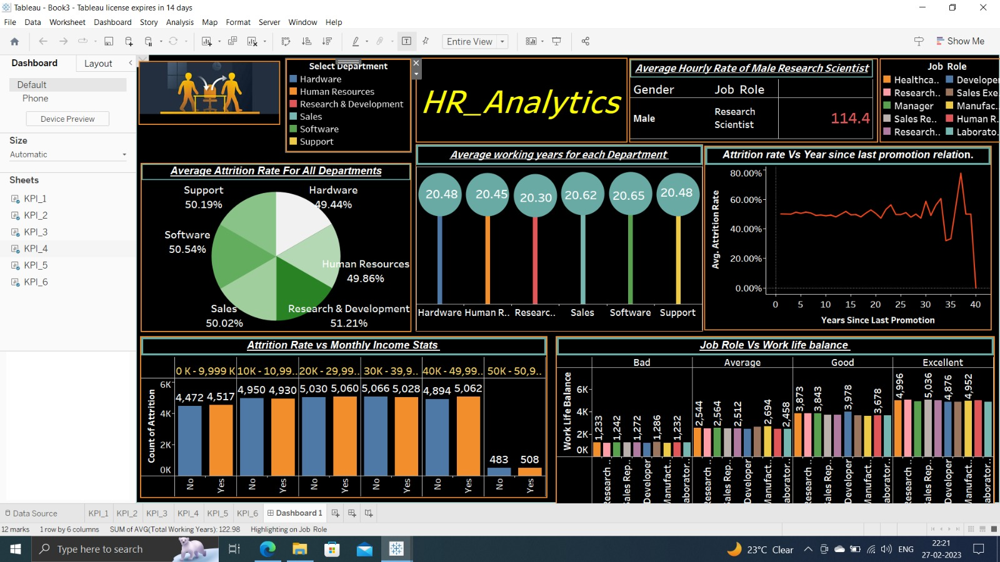 Tableau - Book3 - Tableau license expires in 14 days
File Data Worksheet Dashboard Story Analysis Map Format Server Window Help
Entire View
Show Me
Dashboard Layout
Default
Phone
Device Preview
Size
Automatic
Sheets
KPI_1
KPI_2
KPI_3
KPI_4
KPI_5
KPI_6
Select Department
Hardware
Human Resources
Research & Development
Sales
Software
Support
HR_Analytics
Average Hourly Rate of Male Research Scientist
Gender Job Role
Male Research Scientist 114.4
Job Role
Healthca.. Develope
Research.. Sales Exe.
Manager Manufac..
Sales Re.. Human R.
Research.. Laborato.
Average Attrition Rate For All Departments
Support
50.19%
Hardware
49.44%
Software
50.54%
Human Resources
49.86%
Sales
50.02%
Research & Development
51.21%
Average working years for each Department
20.48 20.45 20.30 20.62 20.65 20.48
Hardware Human R.. Researc.. Sales Software Support
Attrition rate Vs Year since last promotion relation.
Avg. Attrition Rate
80.00%
60.00%
40.00%
20.00%
0.00%
0 5 10 15 20 25 30 35 40
Years Since Last Promotion
Attrition Rate vs Monthly Income Stats
0 K - 9,999 K 10K - 10,99.. 20K - 29,99.. 30K - 39,9.. 40K - 49,99.. 50K - 50,9..
Count of Attrition
6K
4K
2K
0K
4,472 4,517 4,950 4,930 5,030 5,060 5,066 5,028 4,894 5,062 483 508
No Yes No Yes No Yes No Yes No Yes No Yes
Job Role Vs Work life balance
Bad Average Good Excellent
Work Life Balance
6K
4K
2K
0K
1,233 1,242 1,272 1,286 1,232 2,544 2,564 2,512 2,694 2,458 3,873 3,843 3,978 3,678 4,996 5,036 4,876 4,952
esearch .. ales Rep.. Developer anufact.. aborator.. Research .. Sales Rep.. Developer Manufact.. aborator.. Research .. ales Rep.. Developer Manufact.. aborator.. Research .. Sales Rep.. Developer Manufact.. aborator..
Data Source KPI_1 KPI_2 KPI_3 KPI_4 KPI_5 KPI_6 Dashboard 1
12 marks 1 row by 6 columns SUM of AVG(Total Working Years): 122.98 Highlighting on Job Role
Type here to search
23°C Clear
ENG
22:21
27-02-2023